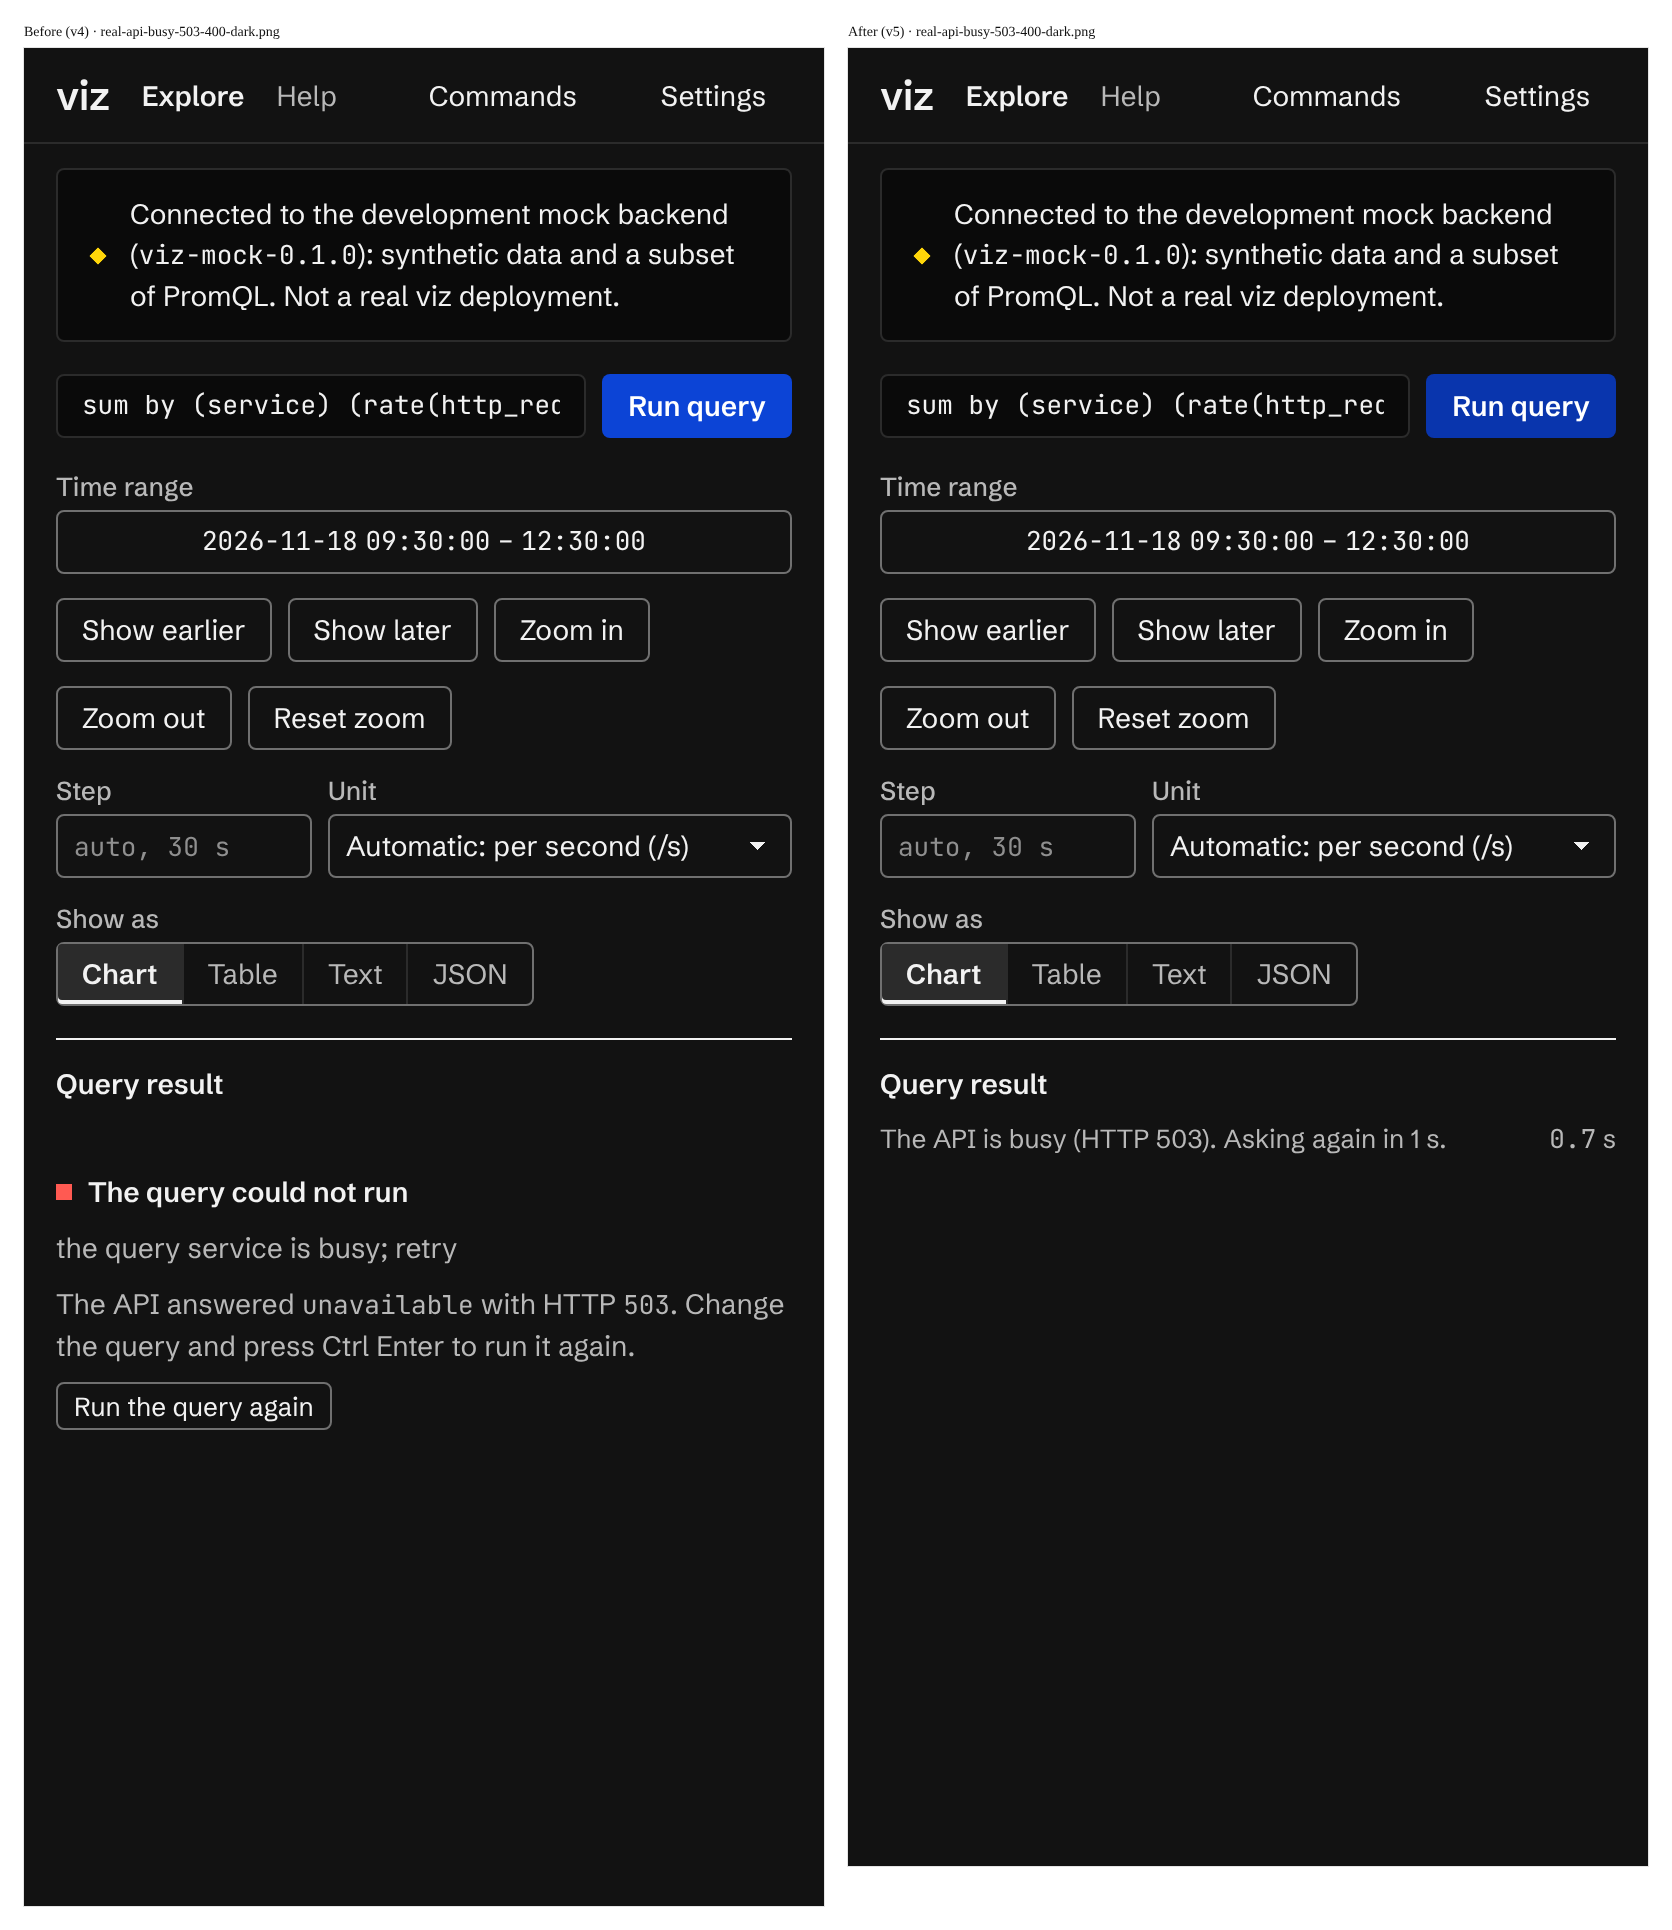 Before (v4) · real-api-busy-503-400-dark.png
viz Explore Help Commands Settings
Connected to the development mock backend
(viz-mock-0.1.0): synthetic data and a subset
of PromQL. Not a real viz deployment.
sum by (service) (rate(http_req Run query
Time range
2026-11-18 09:30:00 – 12:30:00
Show earlier Show later Zoom in
Zoom out Reset zoom
Step Unit
auto, 30 s Automatic: per second (/s)
Show as
Chart Table Text JSON
Query result
The query could not run
the query service is busy; retry
The API answered unavailable with HTTP 503. Change
the query and press Ctrl Enter to run it again.
Run the query again
After (v5) · real-api-busy-503-400-dark.png
viz Explore Help Commands Settings
Connected to the development mock backend
(viz-mock-0.1.0): synthetic data and a subset
of PromQL. Not a real viz deployment.
sum by (service) (rate(http_req Run query
Time range
2026-11-18 09:30:00 – 12:30:00
Show earlier Show later Zoom in
Zoom out Reset zoom
Step Unit
auto, 30 s Automatic: per second (/s)
Show as
Chart Table Text JSON
Query result
The API is busy (HTTP 503). Asking again in 1 s. 0.7 s